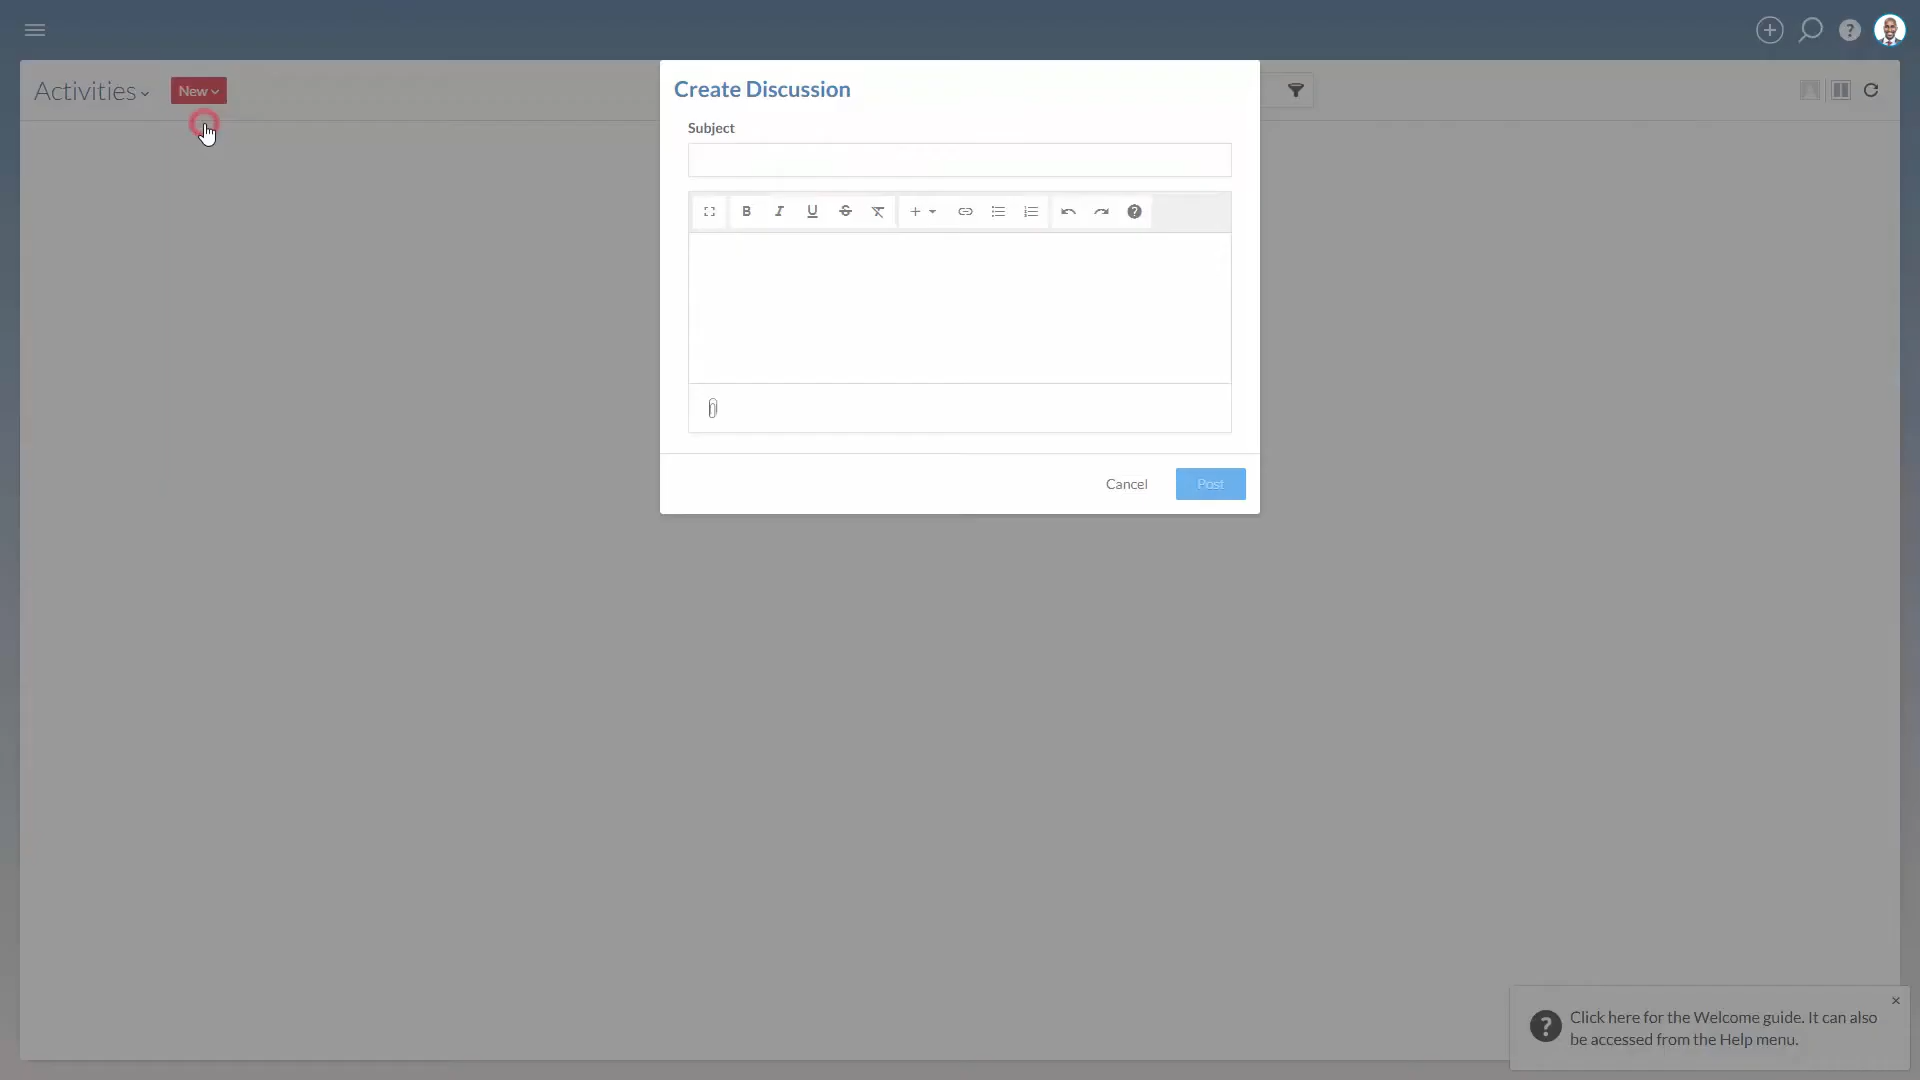 Activities
New
Create Discussion
Subject
Cancel
Post
Click here for the Welcome guide. It can also
be accessed from the Help menu.